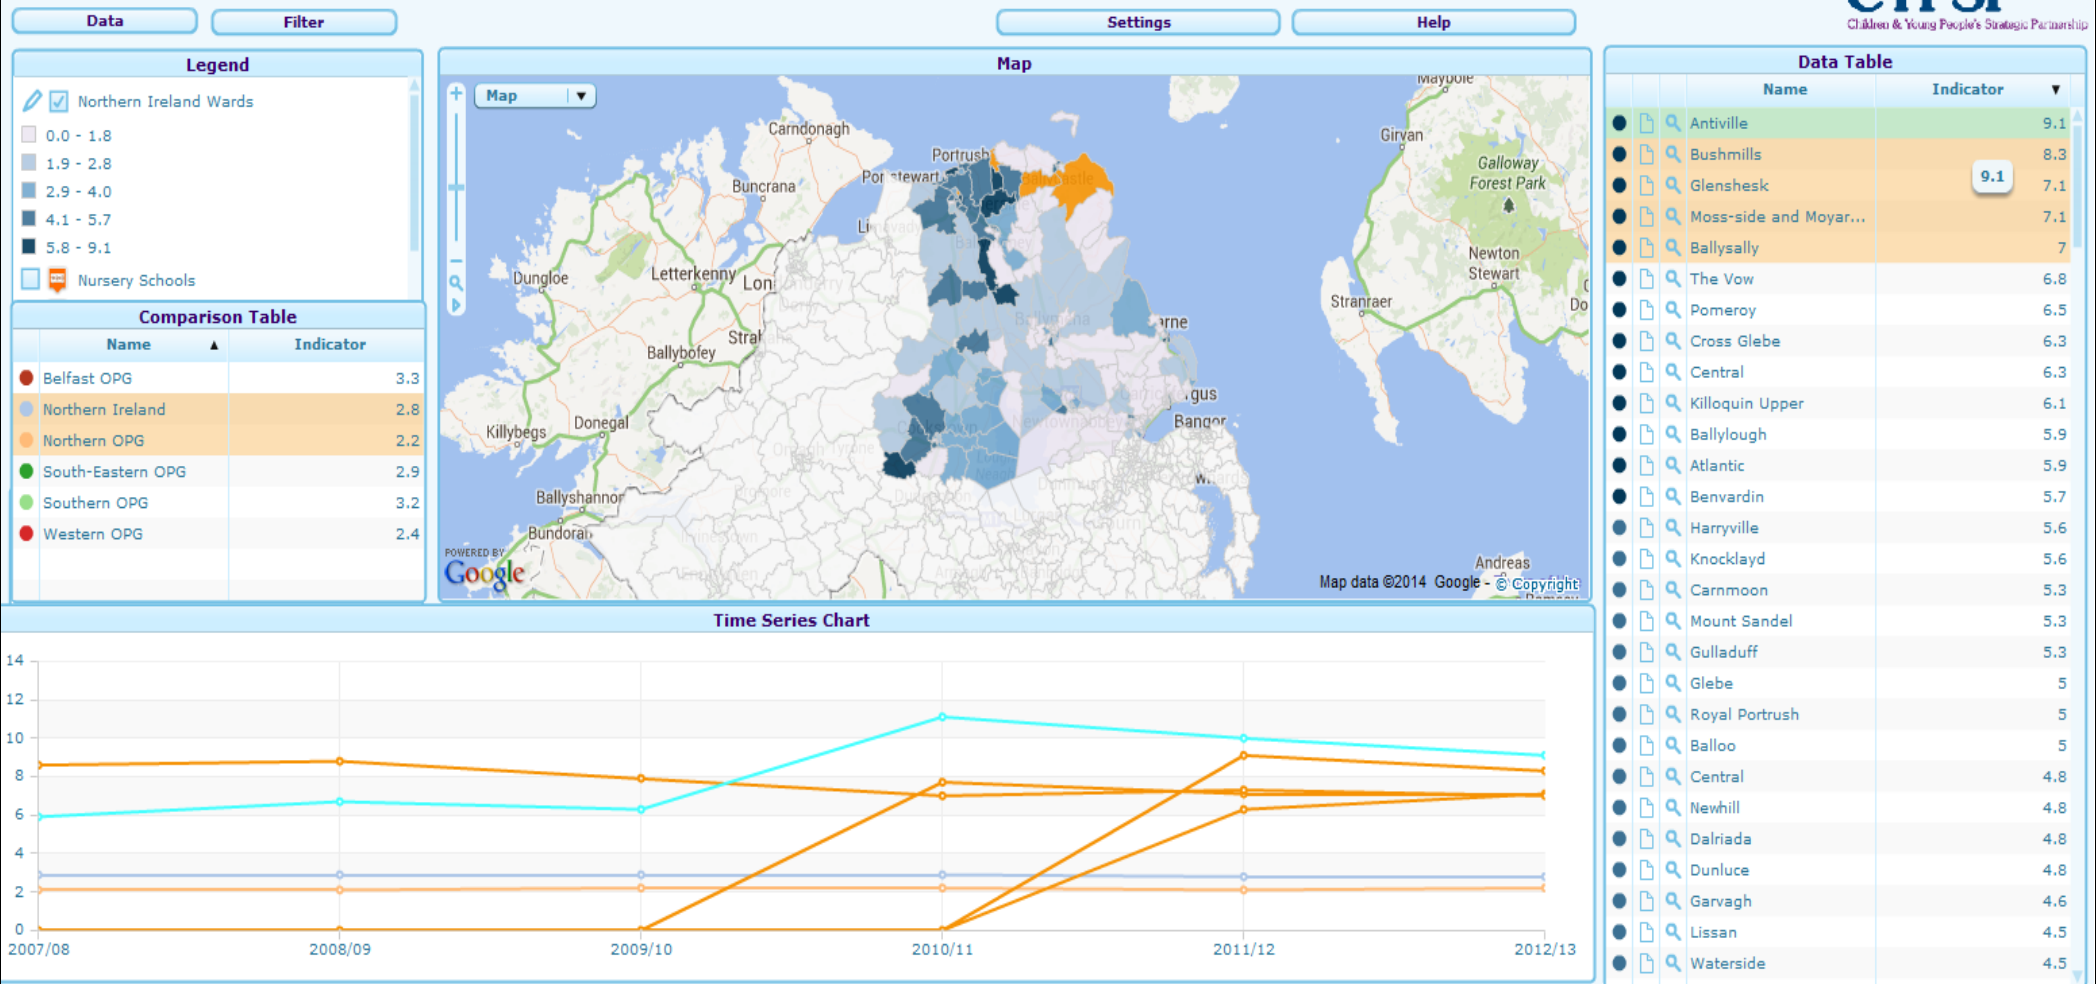 Data
Filter
Settings
Help
Children & Young People's Strategic Partnership
Legend
Northern Ireland Wards
0.0 - 1.8
1.9 - 2.8
2.9 - 4.0
4.1 - 5.7
5.8 - 9.1
Nursery Schools
Comparison Table
Name ▲ Indicator
Belfast OPG 3.3
Northern Ireland 2.8
Northern OPG 2.2
South-Eastern OPG 2.9
Southern OPG 3.2
Western OPG 2.4
Map
Map ▼
Carndonagh
Portrush
Buncrana
Dungloe
Letterkenny
Ballybofey
Donegal
Killybegs
Ballyshannon
Bundoran
Bangor
Maybole
Girvan
Galloway
Forest Park
Newton
Stewart
Stranraer
Andreas
Ramsey
POWERED BY
Google
Map data ©2014 Google - © Copyright
Time Series Chart
14
12
10
8
6
4
2
0
2007/08 2008/09 2009/10 2010/11 2011/12 2012/13
Data Table
Name Indicator ▼
Antiville 9.1
Bushmills 8.3
9.1
Glenshesk 7.1
Moss-side and Moyar... 7.1
Ballysally 7
The Vow 6.8
Pomeroy 6.5
Cross Glebe 6.3
Central 6.3
Killoquin Upper 6.1
Ballylough 5.9
Atlantic 5.9
Benvardin 5.7
Harryville 5.6
Knocklayd 5.6
Carnmoon 5.3
Mount Sandel 5.3
Gulladuff 5.3
Glebe 5
Royal Portrush 5
Balloo 5
Central 4.8
Newhill 4.8
Dalriada 4.8
Dunluce 4.8
Garvagh 4.6
Lissan 4.5
Waterside 4.5